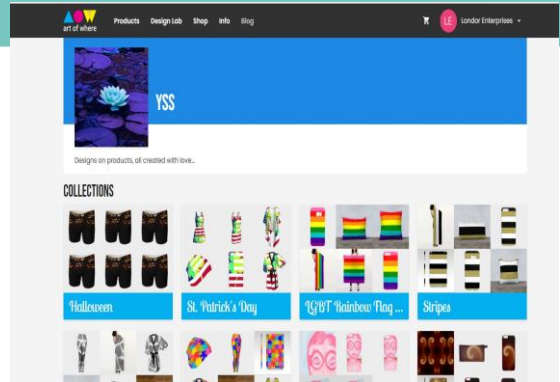 art of where
Products Design Lab Shop Info Blog
LE Londor Enterprises
YSS
Designs on products, all created with love...
COLLECTIONS
Halloween
St. Patrick's Day
LGBT Rainbow Flag ...
Stripes